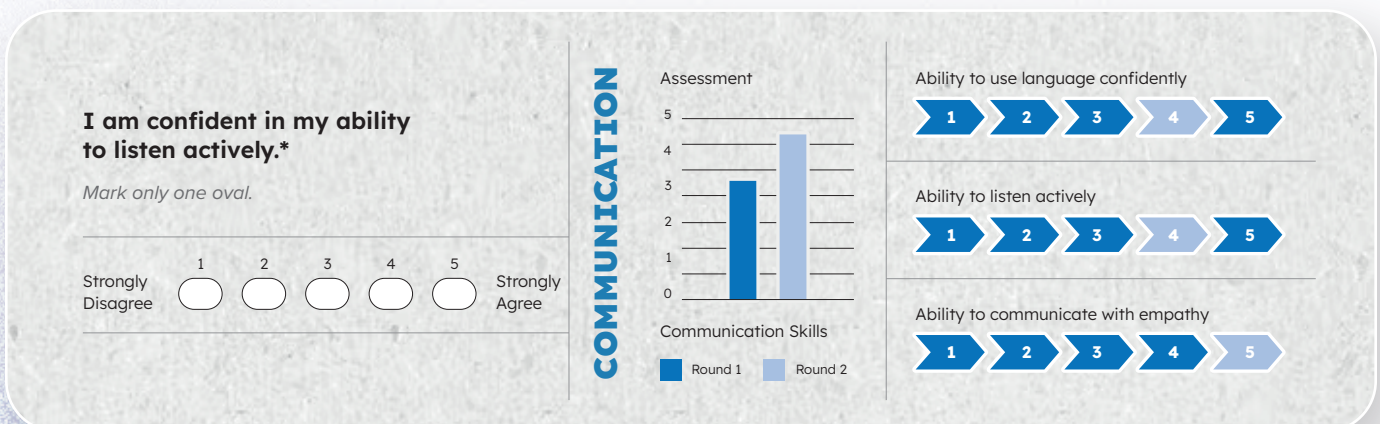 I am confident in my ability
to listen actively.*
Mark only one oval.
1 2 3 4 5
Strongly
Disagree
Strongly
Agree
COMMUNICATION
Assessment
5
4
3
2
1
0
Communication Skills
Round 1 Round 2
Ability to use language confidently
1 2 3 4 5
Ability to listen actively
1 2 3 4 5
Ability to communicate with empathy
1 2 3 4 5